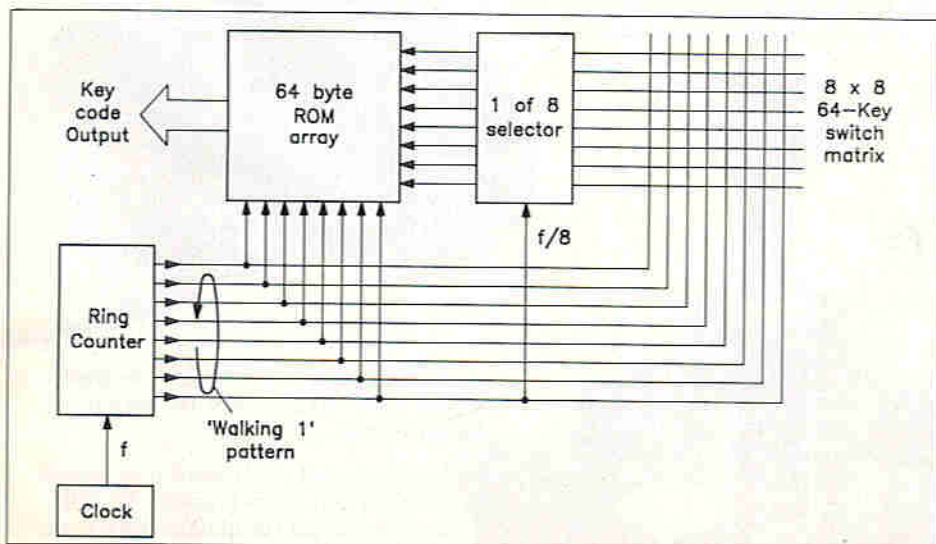 Key
code
Output
64 byte
ROM
array
1 of 8
selector
8 x 8
64-Key
switch
matrix
f/8
Ring
Counter
'Walking 1'
pattern
f
Clock